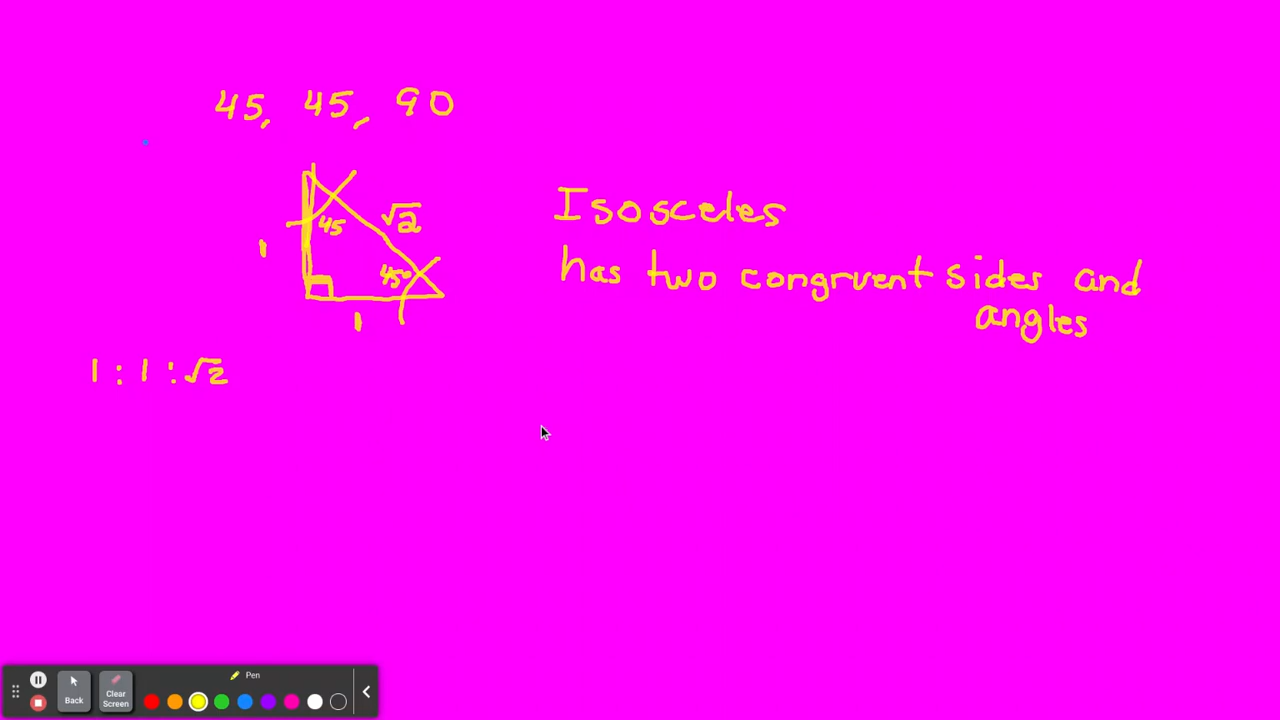 45, 45, 90
45
√2
1
45°
1
Isosceles
has two congruent sides and
angles
1 : 1 : √2
Pen
Back
Clear
Screen